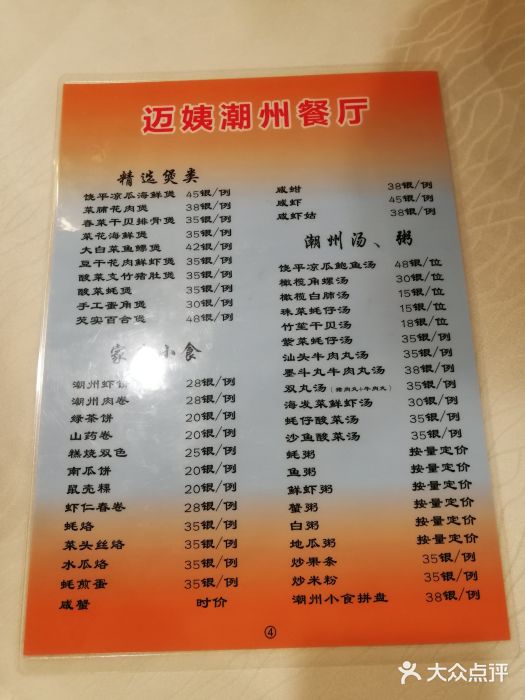 迈姨潮州餐厅
精选煲类
饶平凉瓜海鲜煲 45银/例
菜脯花肉煲 38银/例
春菜干贝排骨煲 35银/例
菜花海鲜煲 35银/例
大白菜鱼螺煲 42银/例
豆干花肉鲜虾煲 35银/例
酸菜支竹猪肚煲 35银/例
酸菜蚝煲 35银/例
手工蛋角煲 30银/例
芡实百合煲 48银/例
小食
潮州虾饼 28银/例
潮州肉卷 28银/例
绿茶饼 20银/例
山药卷 20银/例
糕烧双色 25银/例
南瓜饼 20银/例
鼠壳粿 20银/例
虾仁春卷 28银/例
蚝烙 35银/例
菜头丝烙 35银/例
水瓜烙 35银/例
蚝煎蛋 35银/例
咸蟹 时价
咸蚶 38银/例
咸虾 45银/例
咸虾姑 38银/例
潮州汤、粥
饶平凉瓜鲍鱼汤 48银/位
橄榄角螺汤 30银/位
橄榄白肺汤 15银/位
珠菜蚝仔汤 15银/位
竹笙干贝汤 18银/位
紫菜蚝仔汤 35银/例
汕头牛肉丸汤 35银/例
墨斗丸牛肉丸汤 38银/例
双丸汤（猪肉丸+牛肉丸） 35银/例
海发菜鲜虾汤 30银/例
蚝仔酸菜汤 35银/例
沙鱼酸菜汤 35银/例
蚝粥 按量定价
鱼粥 按量定价
鲜虾粥 按量定价
蟹粥 按量定价
白粥 按量定价
地瓜粥 按量定价
炒果条 35银/例
炒米粉 35银/例
潮州小食拼盘 38银/例
④
大众点评